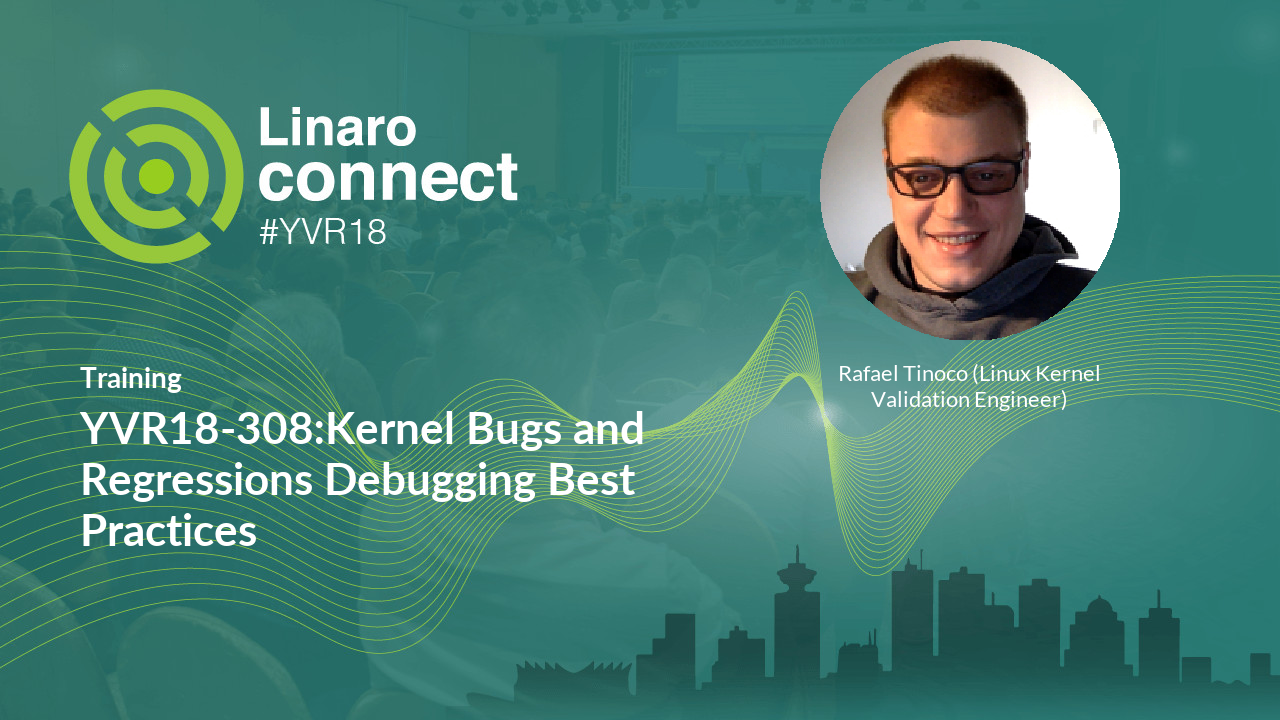 Linaro
connect
#YVR18
Training
YVR18-308:Kernel Bugs and
Regressions Debugging Best
Practices
Rafael Tinoco (Linux Kernel
Validation Engineer)